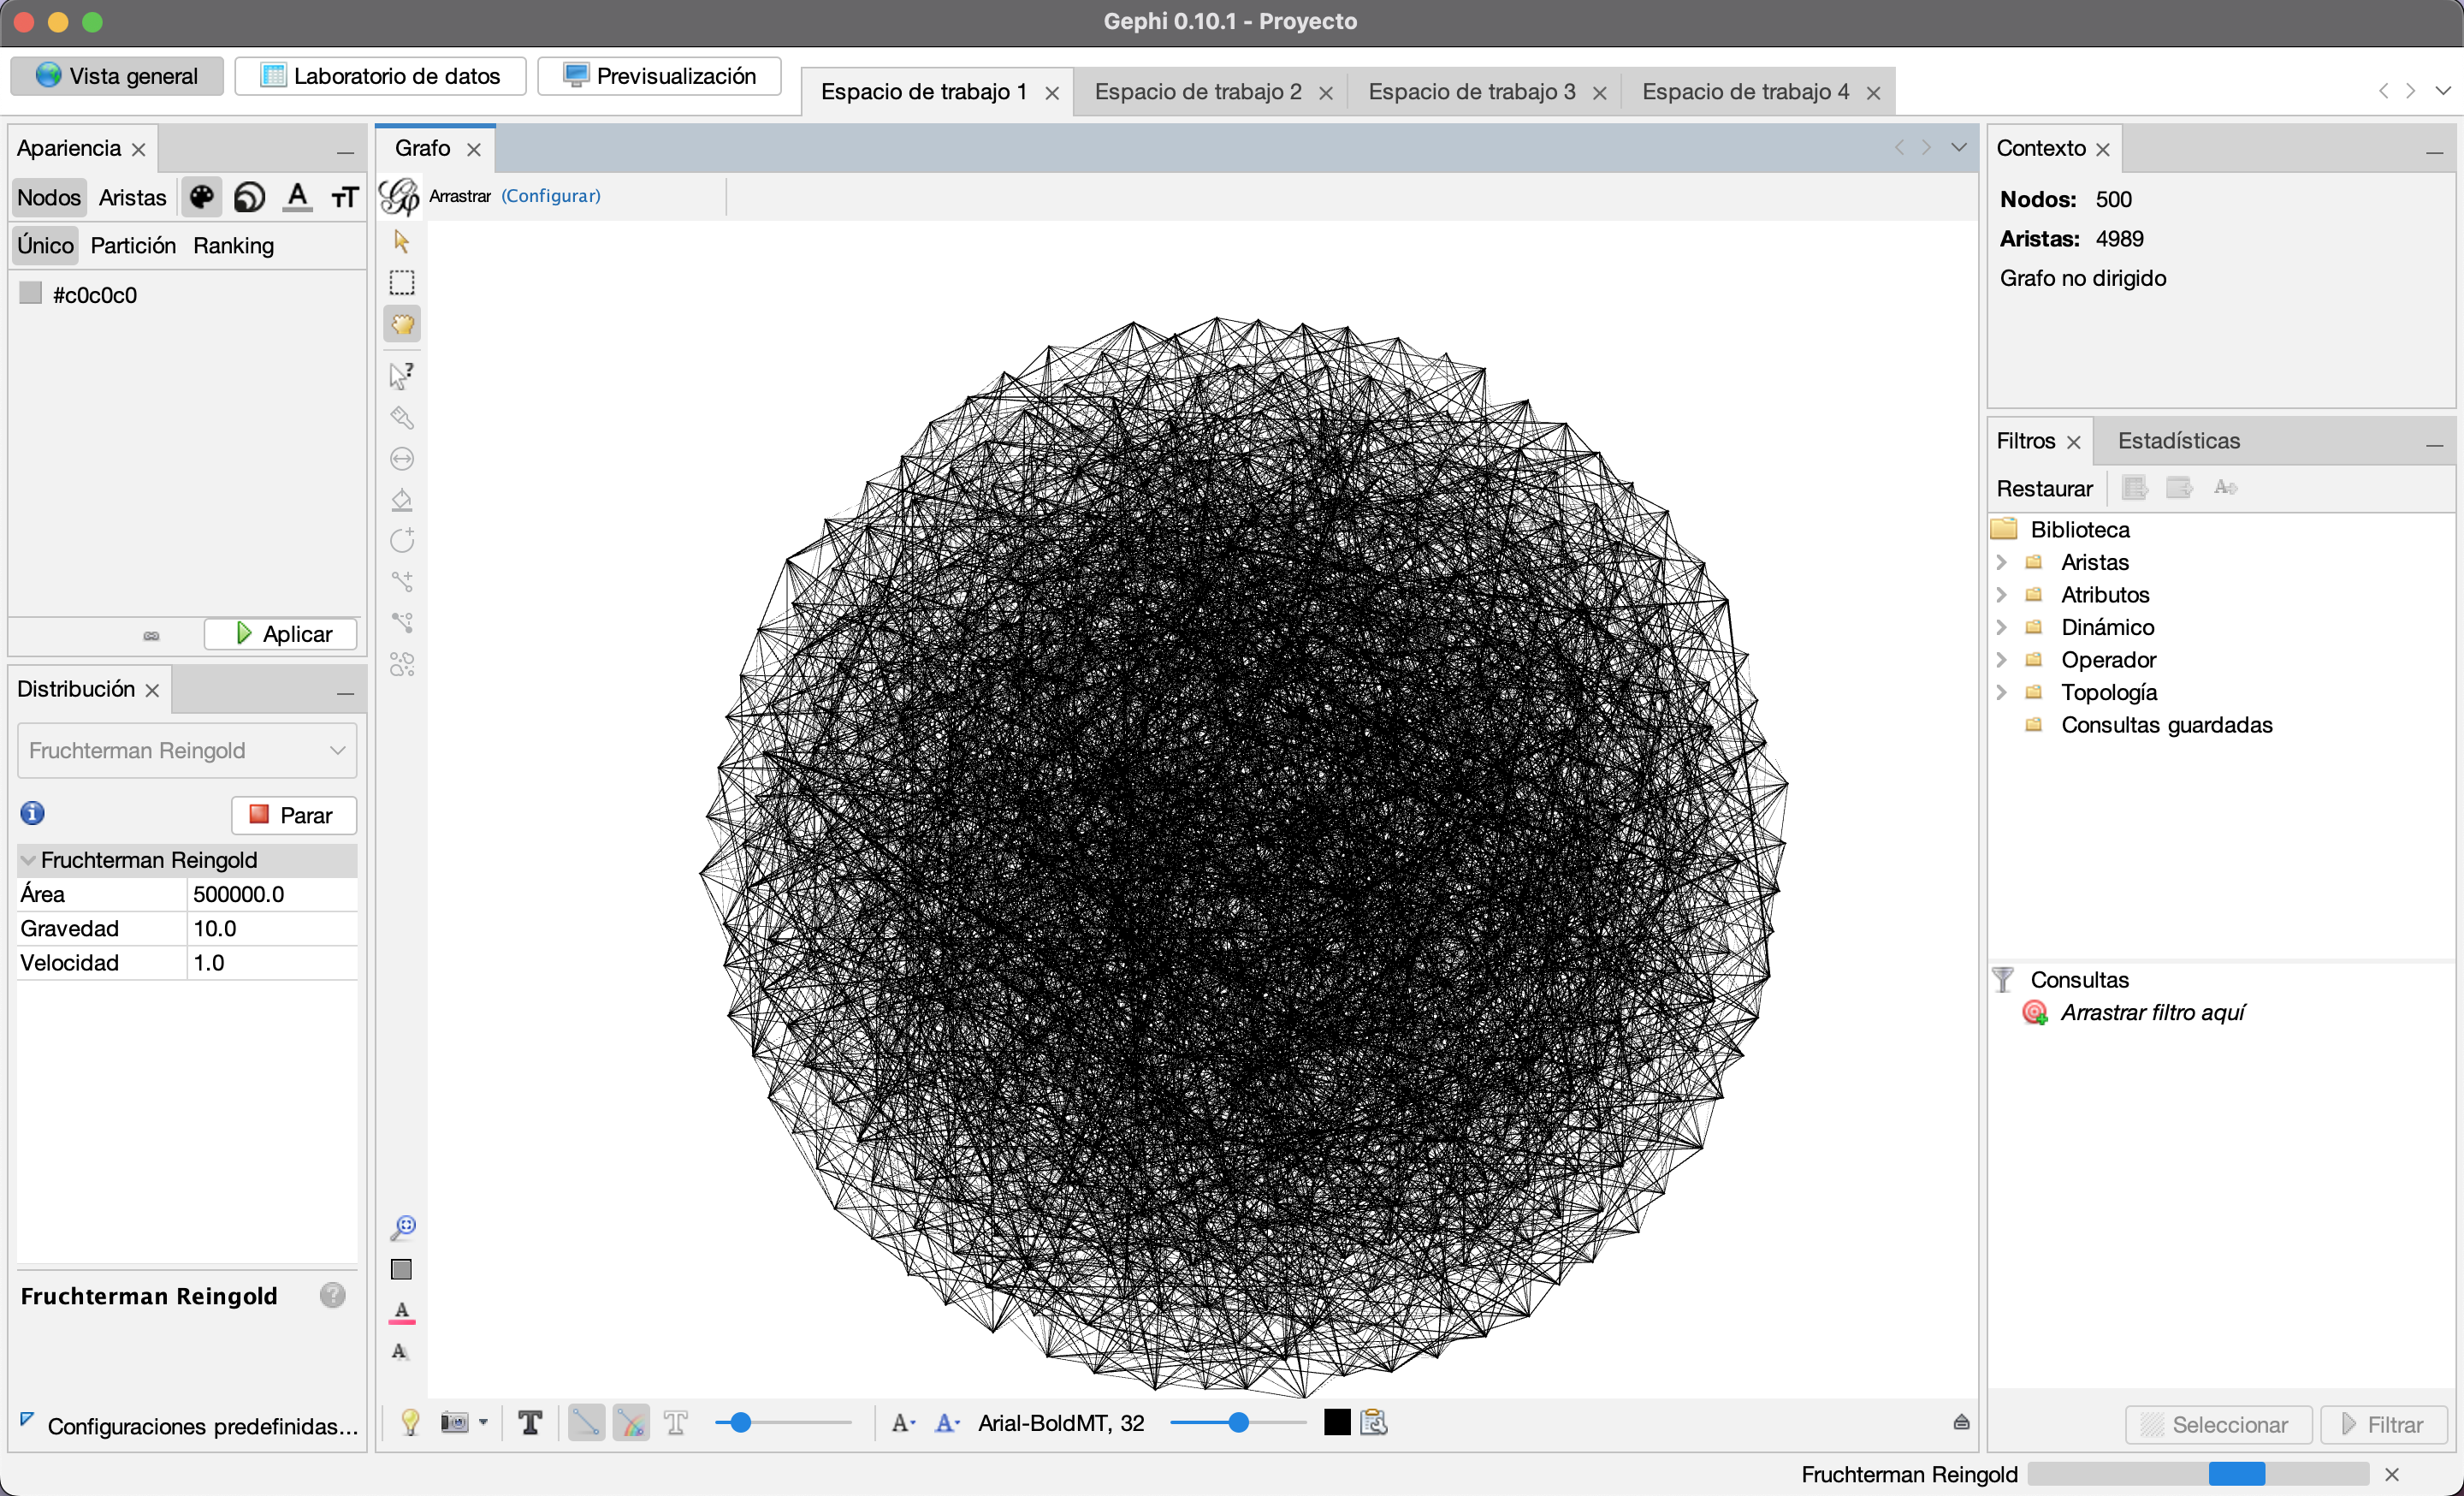 Gephi 0.10.1 - Proyecto
Vista general
Laboratorio de datos
Previsualización
Espacio de trabajo 1
Espacio de trabajo 2
Espacio de trabajo 3
Espacio de trabajo 4
Apariencia
Nodos
Aristas
Único
Partición
Ranking
#c0c0c0
Aplicar
Distribución
Fruchterman Reingold
Parar
Fruchterman Reingold
Área 500000.0
Gravedad 10.0
Velocidad 1.0
Fruchterman Reingold
Configuraciones predefinidas...
Grafo
Arrastrar (Configurar)
Arial-BoldMT, 32
Contexto
Nodos: 500
Aristas: 4989
Grafo no dirigido
Filtros
Estadísticas
Restaurar
Biblioteca
Aristas
Atributos
Dinámico
Operador
Topología
Consultas guardadas
Consultas
Arrastrar filtro aquí
Seleccionar
Filtrar
Fruchterman Reingold